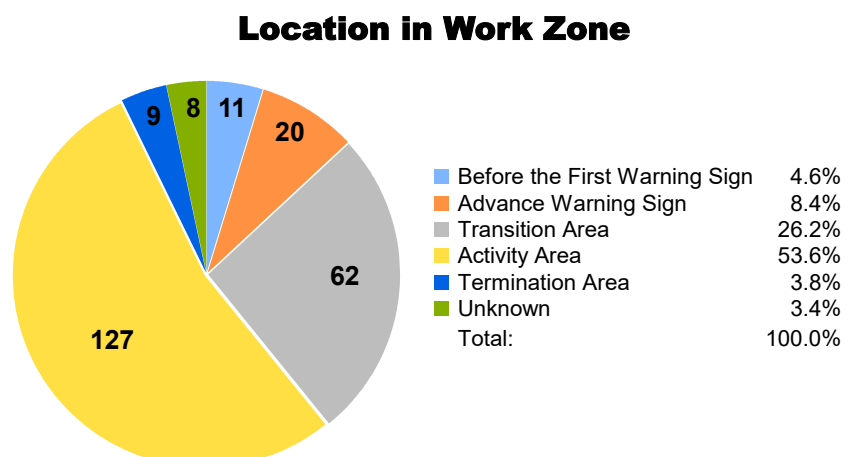 Location in Work Zone
9
8
11
20
62
127
Before the First Warning Sign 4.6%
Advance Warning Sign 8.4%
Transition Area 26.2%
Activity Area 53.6%
Termination Area 3.8%
Unknown 3.4%
Total: 100.0%